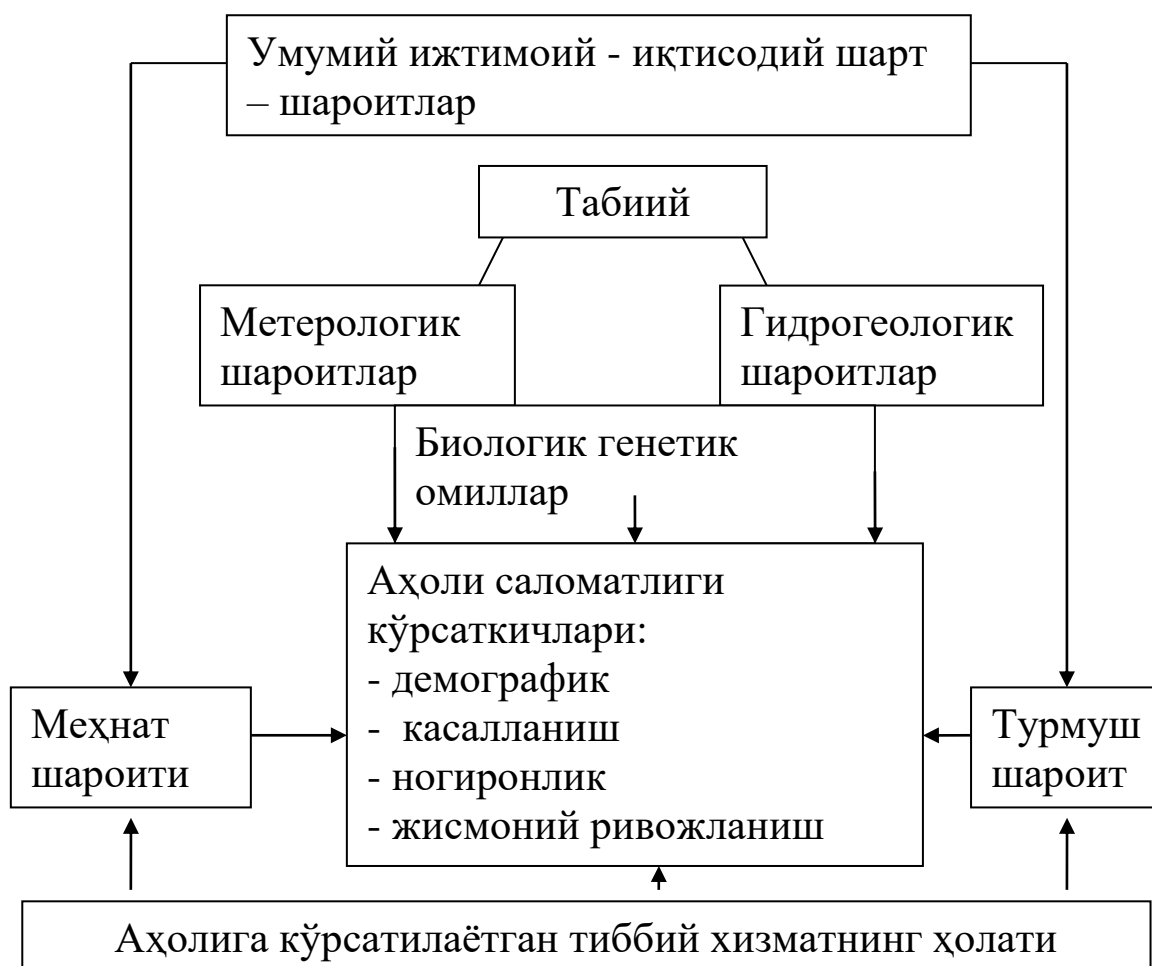 Умумий ижтимоий - иқтисодий шарт
– шароитлар
Табиий
Метерологик
шароитлар
Гидрогеологик
шароитлар
Биологик генетик
омиллар
Аҳоли саломатлиги
кўрсаткичлари:
- демографик
- касалланиш
- ногиронлик
- жисмоний ривожланиш
Меҳнат
шароити
Турмуш
шароит
Аҳолига кўрсатилаётган тиббий хизматнинг ҳолати